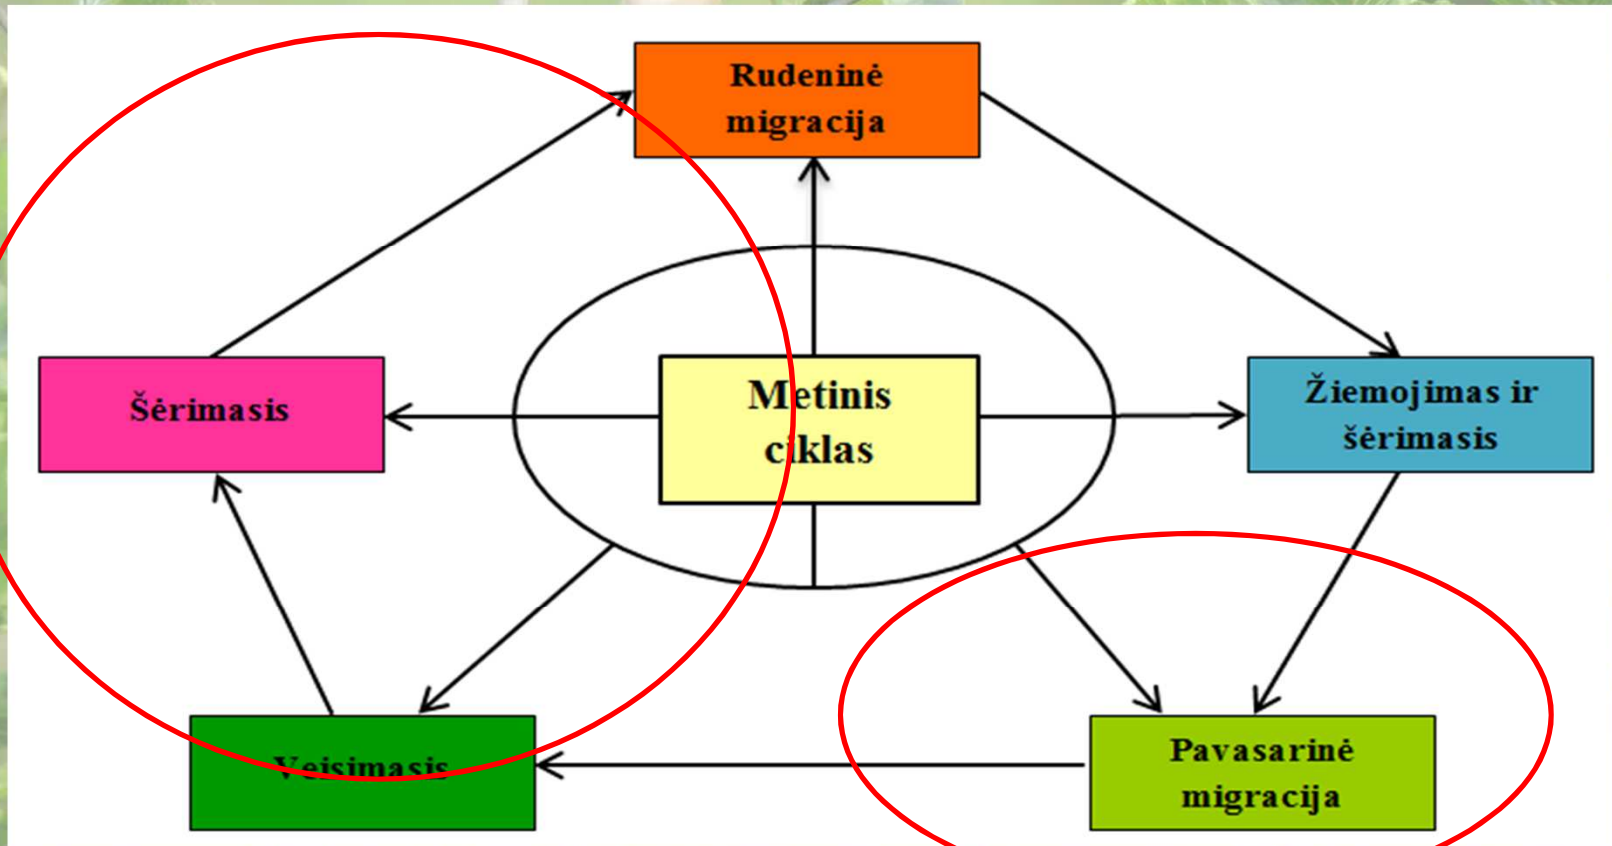 Rudeninė
migracija
Šėrimasis
Metinis
ciklas
Žiemojimas ir
šėrimasis
Veisimasis
Pavasarinė
migracija